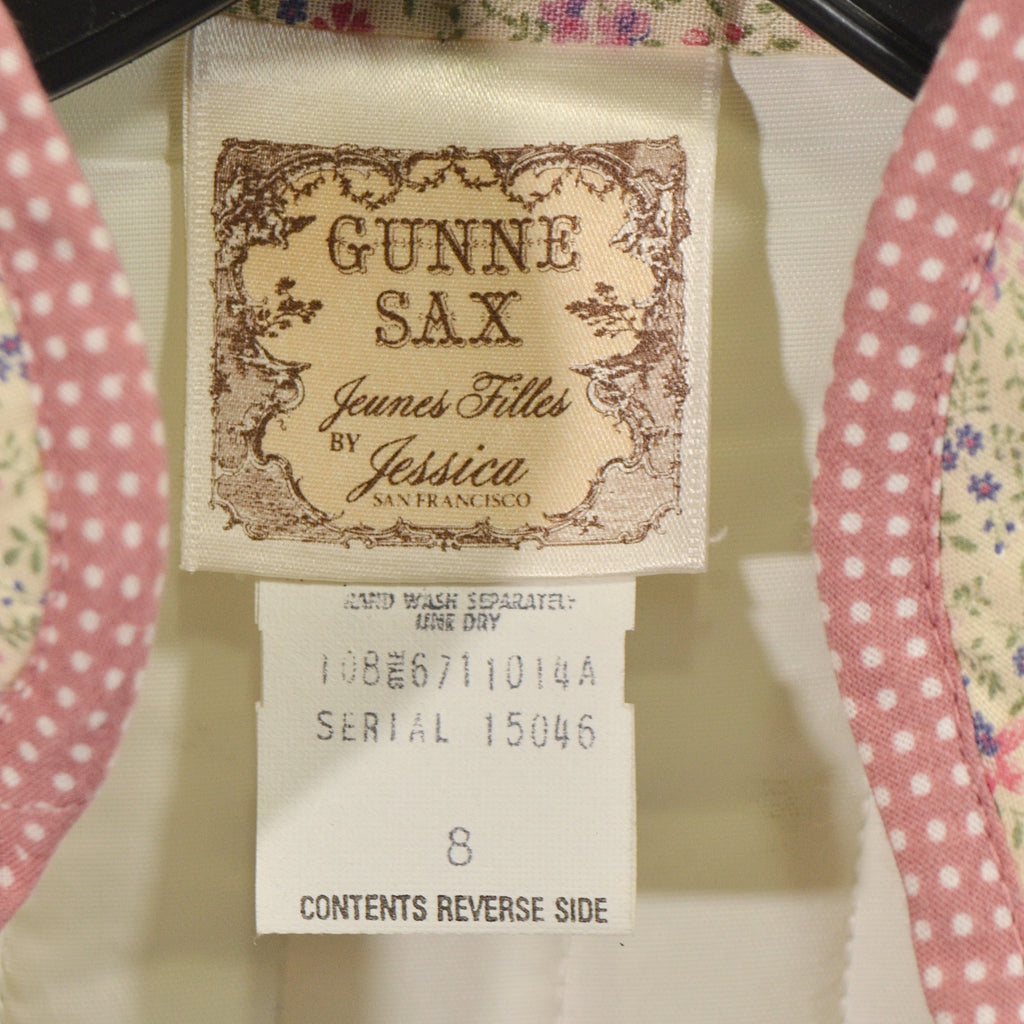 GUNNE
SAX
Jeunes Filles
BY Jessica
SAN FRANCISCO
HAND WASH SEPARATELY
LINE DRY
108 STYLE 6711014A
SERIAL 15046
8
CONTENTS REVERSE SIDE